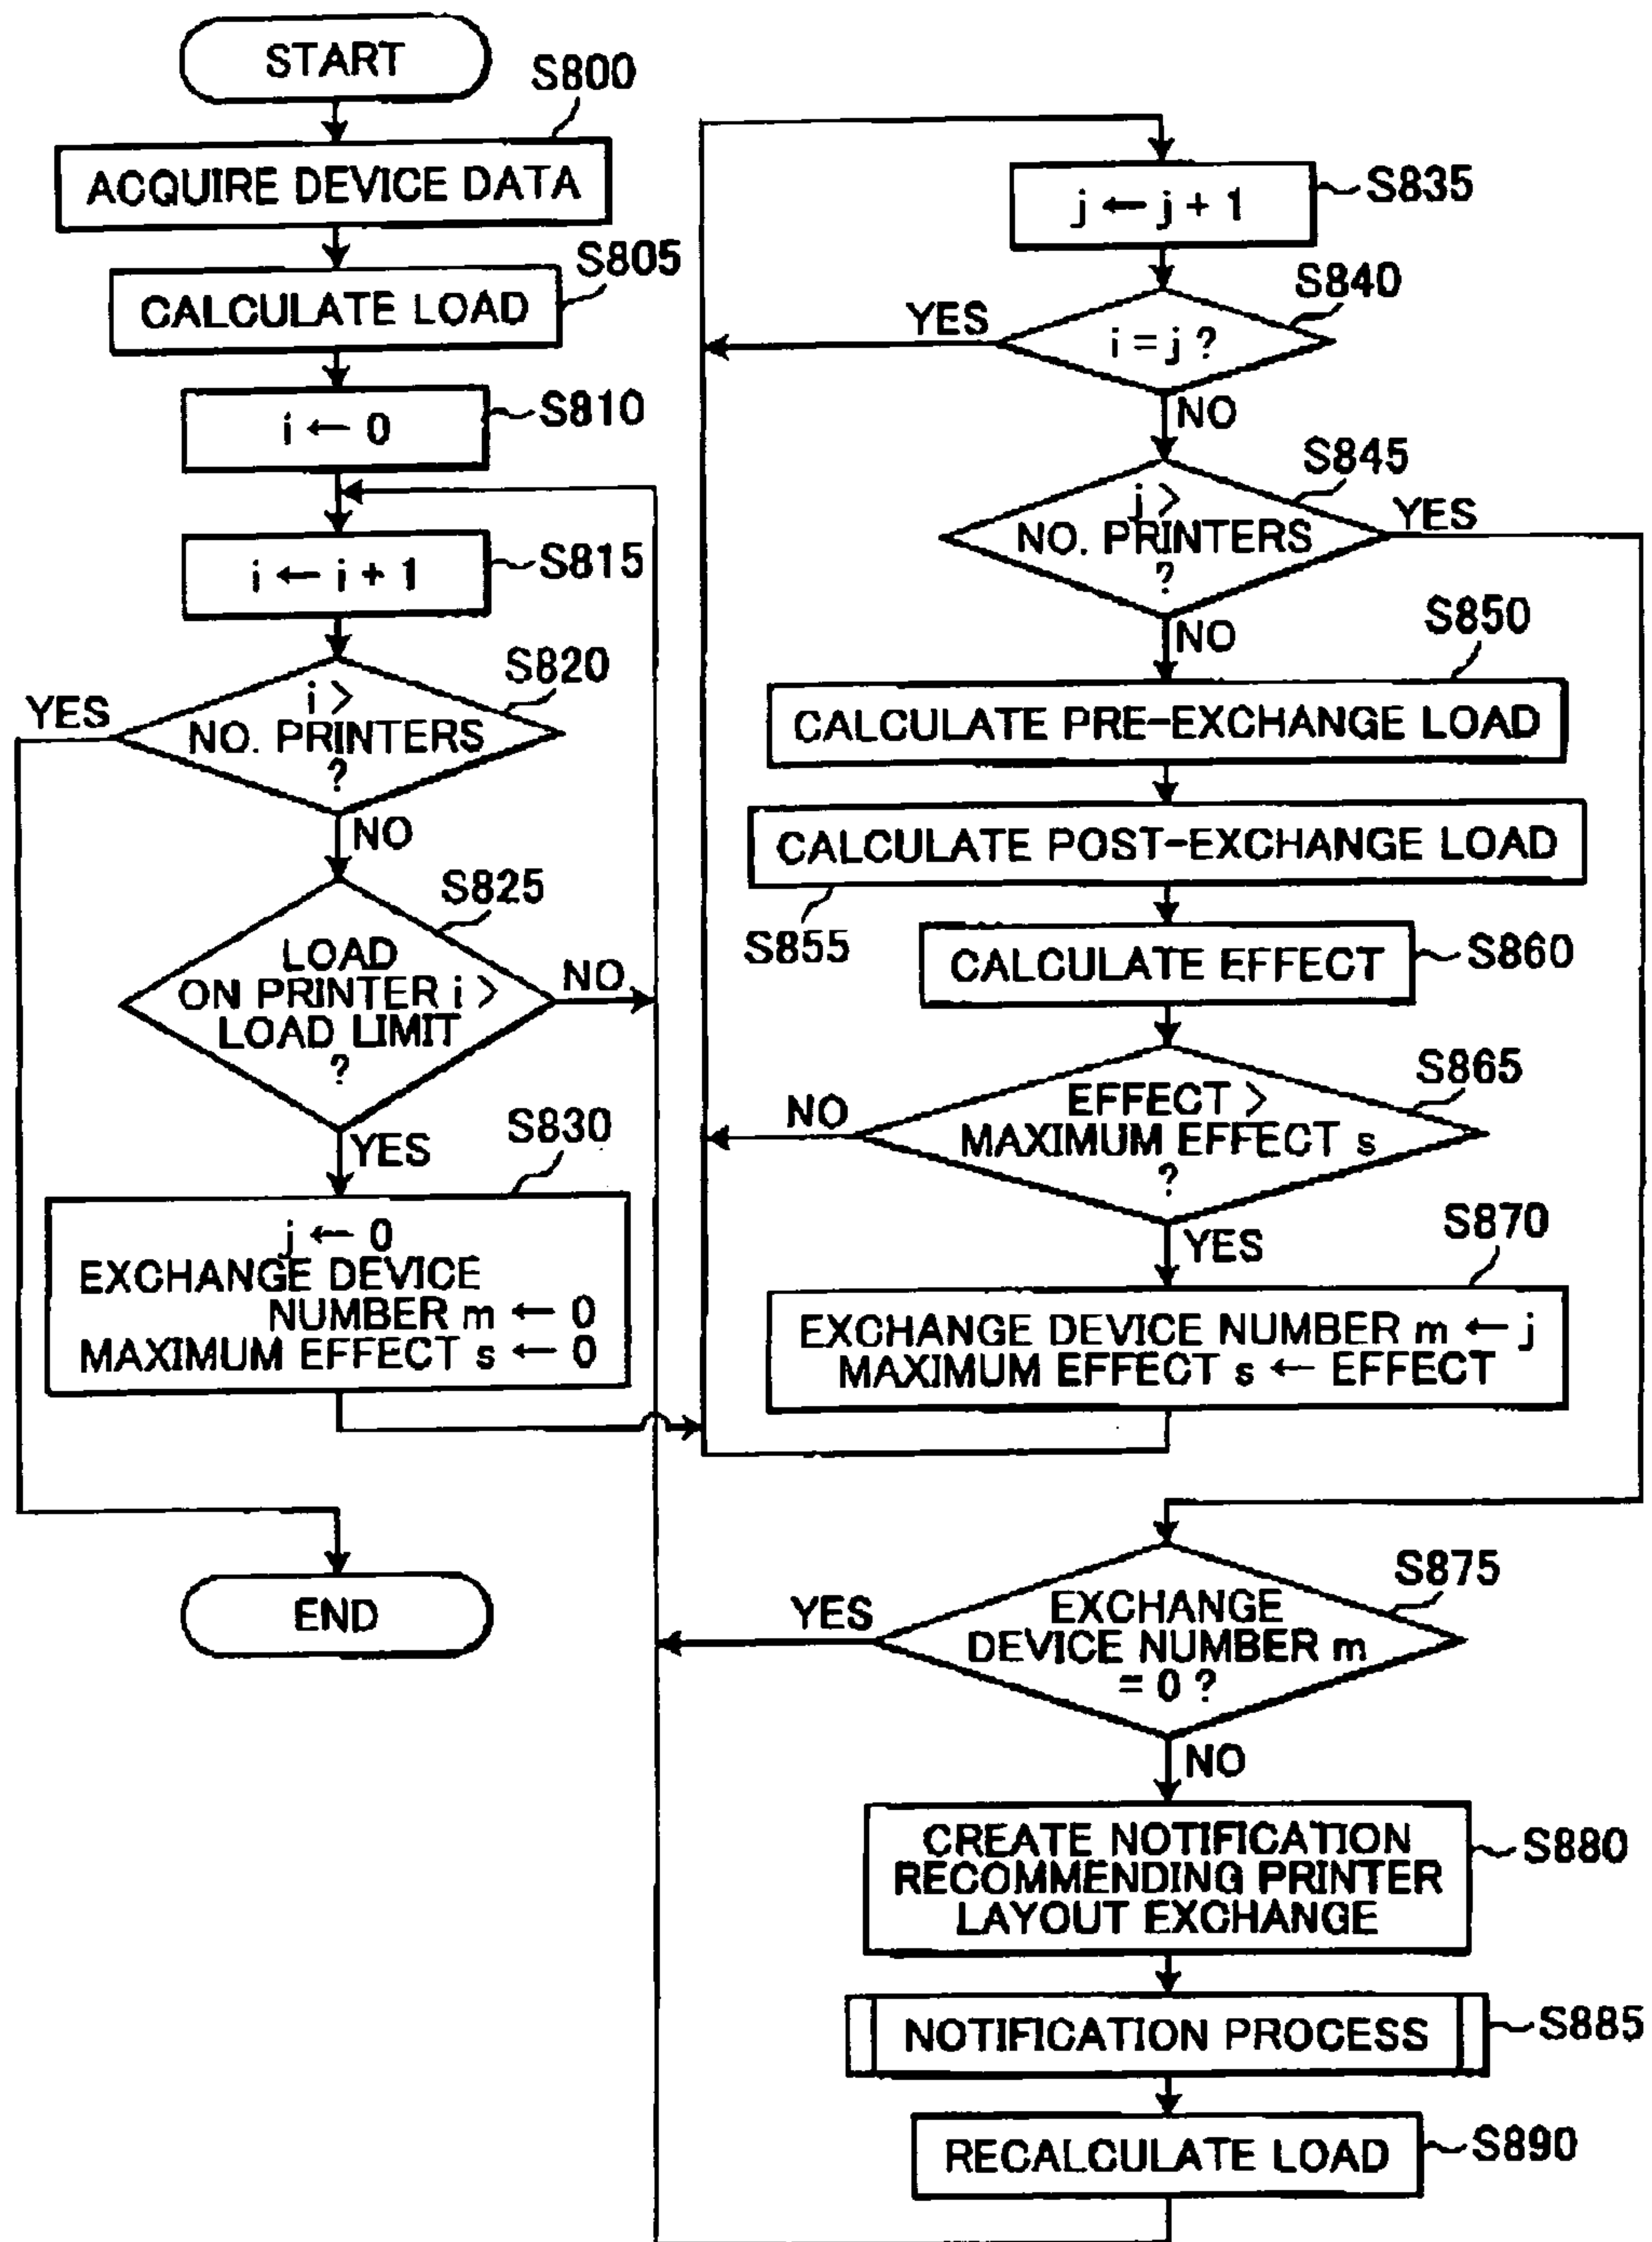 START
S800
ACQUIRE DEVICE DATA
S805
CALCULATE LOAD
i ← 0
S810
i ← i + 1
S815
S820
YES
i >
NO. PRINTERS
?
NO
S825
LOAD
ON PRINTER i >
LOAD LIMIT
?
NO
YES
S830
j ← 0
EXCHANGE DEVICE
NUMBER m ← 0
MAXIMUM EFFECT s ← 0
END
j ← j + 1
S835
S840
YES
i = j ?
NO
S845
j >
NO. PRINTERS
?
YES
NO
S850
CALCULATE PRE-EXCHANGE LOAD
CALCULATE POST-EXCHANGE LOAD
S855
CALCULATE EFFECT
S860
S865
NO
EFFECT >
MAXIMUM EFFECT s
?
YES
S870
EXCHANGE DEVICE NUMBER m ← j
MAXIMUM EFFECT s ← EFFECT
S875
YES
EXCHANGE
DEVICE NUMBER m
= 0 ?
NO
CREATE NOTIFICATION
RECOMMENDING PRINTER
LAYOUT EXCHANGE
S880
NOTIFICATION PROCESS
S885
RECALCULATE LOAD
S890